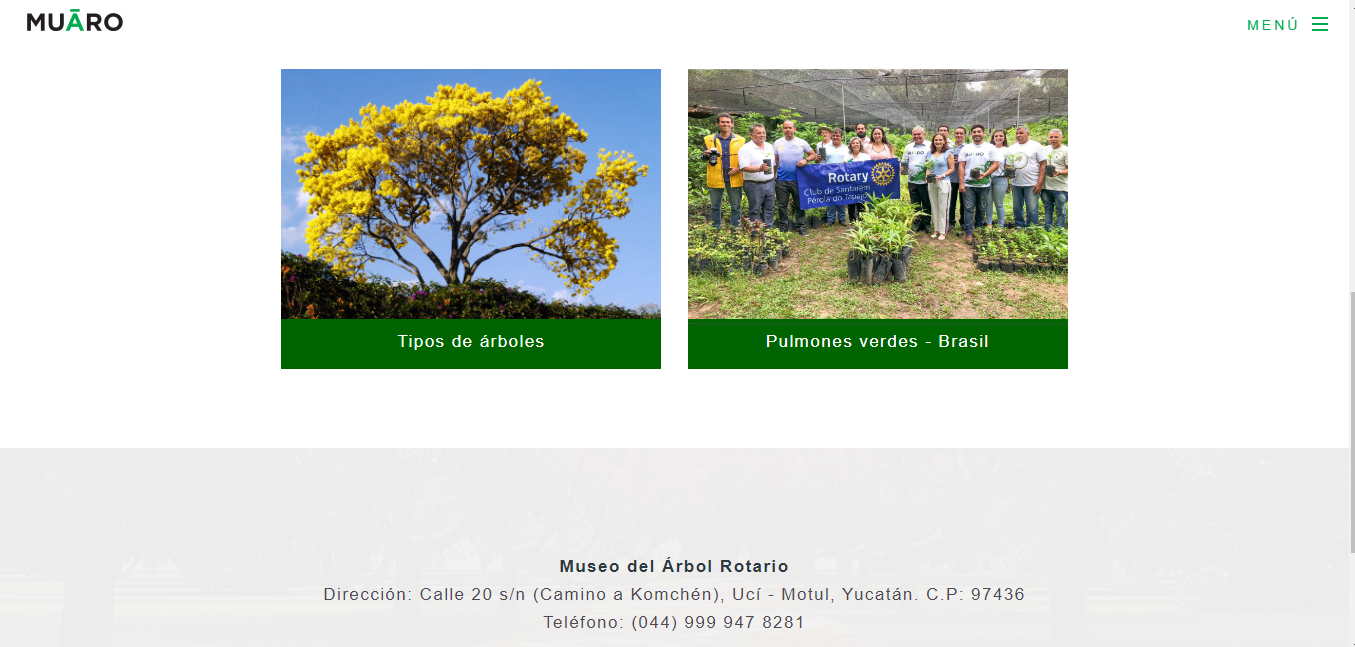 MUĀRO
MENÚ
Rotary
Club de Santarém
Pérola do Tapajós
Tipos de árboles
Pulmones verdes - Brasil
Museo del Árbol Rotario
Dirección: Calle 20 s/n (Camino a Komchén), Ucí - Motul, Yucatán. C.P: 97436
Teléfono: (044) 999 947 8281